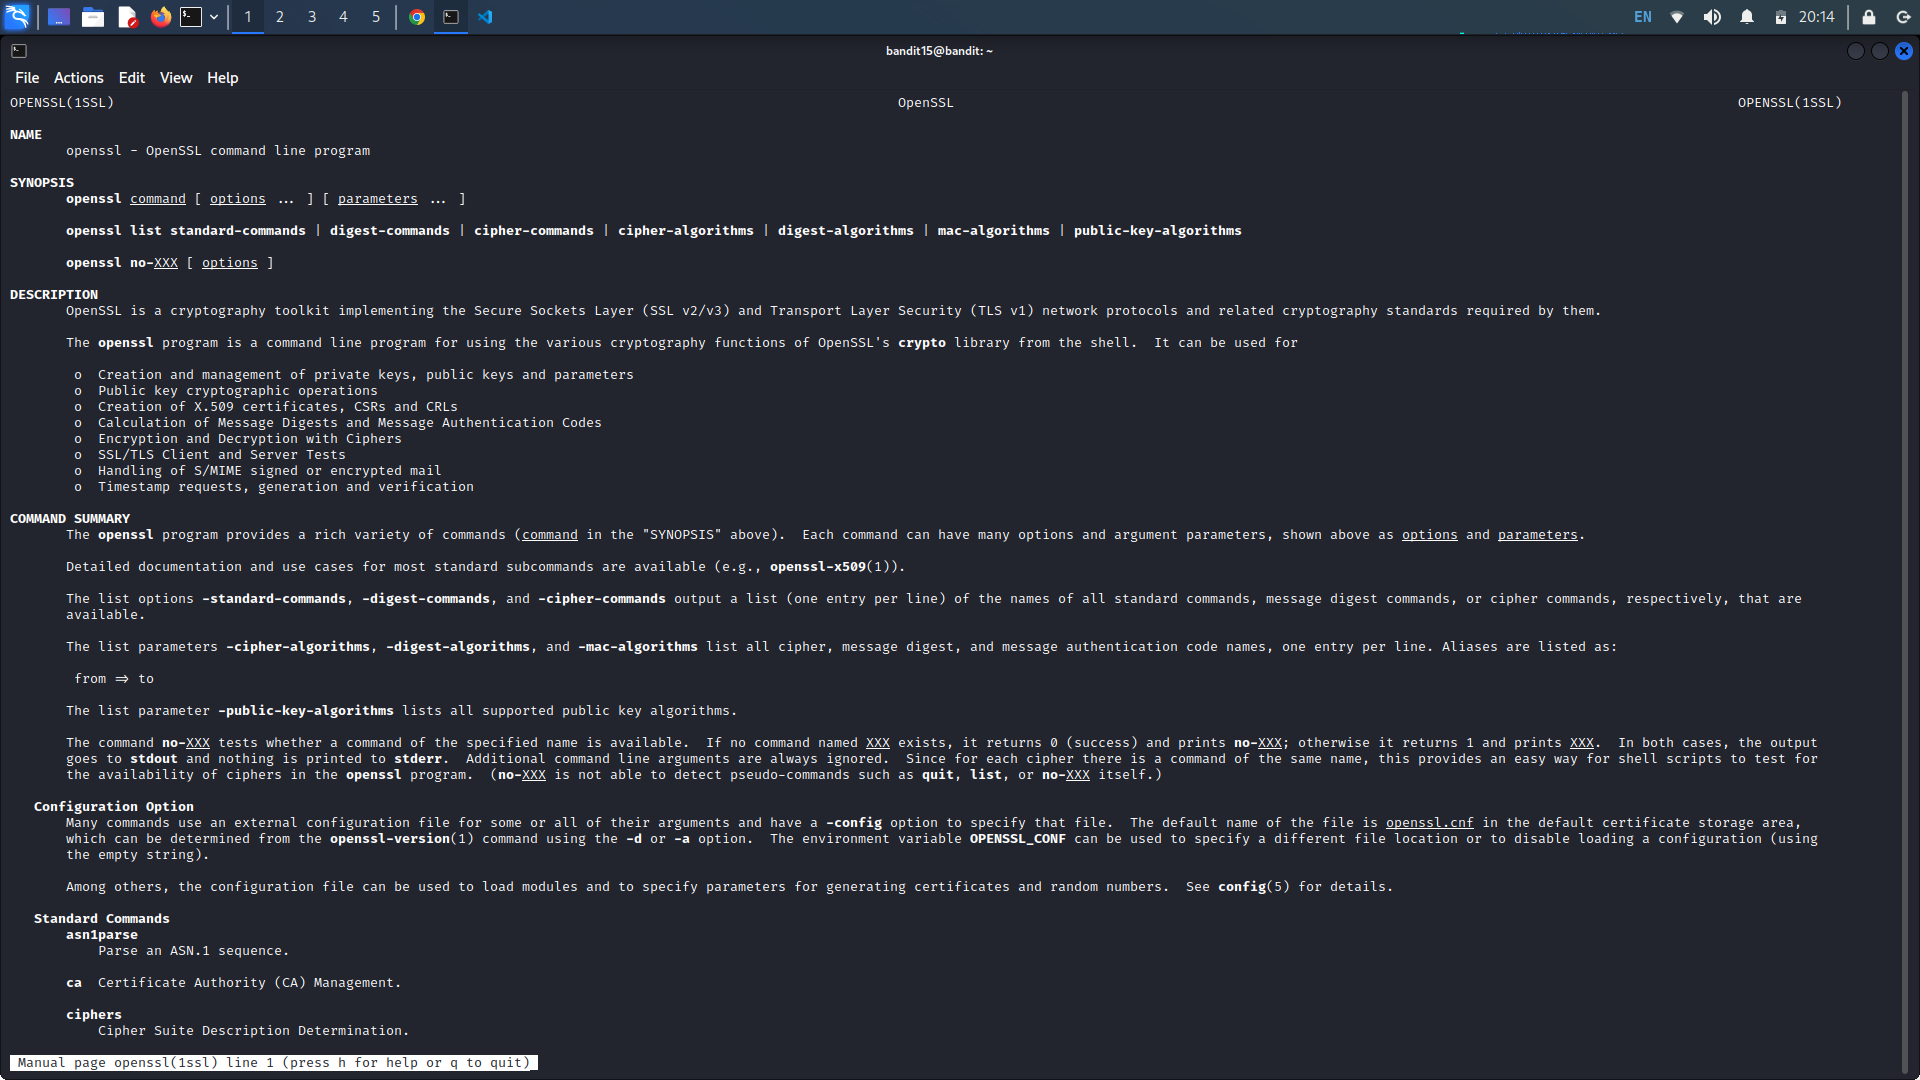 1 2 3 4 5 EN 20:14
bandit15@bandit: ~
File Actions Edit View Help
OPENSSL(1SSL) OpenSSL OPENSSL(1SSL)
NAME
openssl - OpenSSL command line program
SYNOPSIS
openssl command [ options ... ] [ parameters ... ]
openssl list standard-commands | digest-commands | cipher-commands | cipher-algorithms | digest-algorithms | mac-algorithms | public-key-algorithms
openssl no-XXX [ options ]
DESCRIPTION
OpenSSL is a cryptography toolkit implementing the Secure Sockets Layer (SSL v2/v3) and Transport Layer Security (TLS v1) network protocols and related cryptography standards required by them.
The openssl program is a command line program for using the various cryptography functions of OpenSSL's crypto library from the shell.  It can be used for
o Creation and management of private keys, public keys and parameters
o Public key cryptographic operations
o Creation of X.509 certificates, CSRs and CRLs
o Calculation of Message Digests and Message Authentication Codes
o Encryption and Decryption with Ciphers
o SSL/TLS Client and Server Tests
o Handling of S/MIME signed or encrypted mail
o Timestamp requests, generation and verification
COMMAND SUMMARY
The openssl program provides a rich variety of commands (command in the "SYNOPSIS" above).  Each command can have many options and argument parameters, shown above as options and parameters.
Detailed documentation and use cases for most standard subcommands are available (e.g., openssl-x509(1)).
The list options -standard-commands, -digest-commands, and -cipher-commands output a list (one entry per line) of the names of all standard commands, message digest commands, or cipher commands, respectively, that are
available.
The list parameters -cipher-algorithms, -digest-algorithms, and -mac-algorithms list all cipher, message digest, and message authentication code names, one entry per line. Aliases are listed as:
from => to
The list parameter -public-key-algorithms lists all supported public key algorithms.
The command no-XXX tests whether a command of the specified name is available.  If no command named XXX exists, it returns 0 (success) and prints no-XXX; otherwise it returns 1 and prints XXX.  In both cases, the output
goes to stdout and nothing is printed to stderr.  Additional command line arguments are always ignored.  Since for each cipher there is a command of the same name, this provides an easy way for shell scripts to test for
the availability of ciphers in the openssl program.  (no-XXX is not able to detect pseudo-commands such as quit, list, or no-XXX itself.)
Configuration Option
Many commands use an external configuration file for some or all of their arguments and have a -config option to specify that file.  The default name of the file is openssl.cnf in the default certificate storage area,
which can be determined from the openssl-version(1) command using the -d or -a option.  The environment variable OPENSSL_CONF can be used to specify a different file location or to disable loading a configuration (using
the empty string).
Among others, the configuration file can be used to load modules and to specify parameters for generating certificates and random numbers.  See config(5) for details.
Standard Commands
asn1parse
Parse an ASN.1 sequence.
ca Certificate Authority (CA) Management.
ciphers
Cipher Suite Description Determination.
Manual page openssl(1ssl) line 1 (press h for help or q to quit)